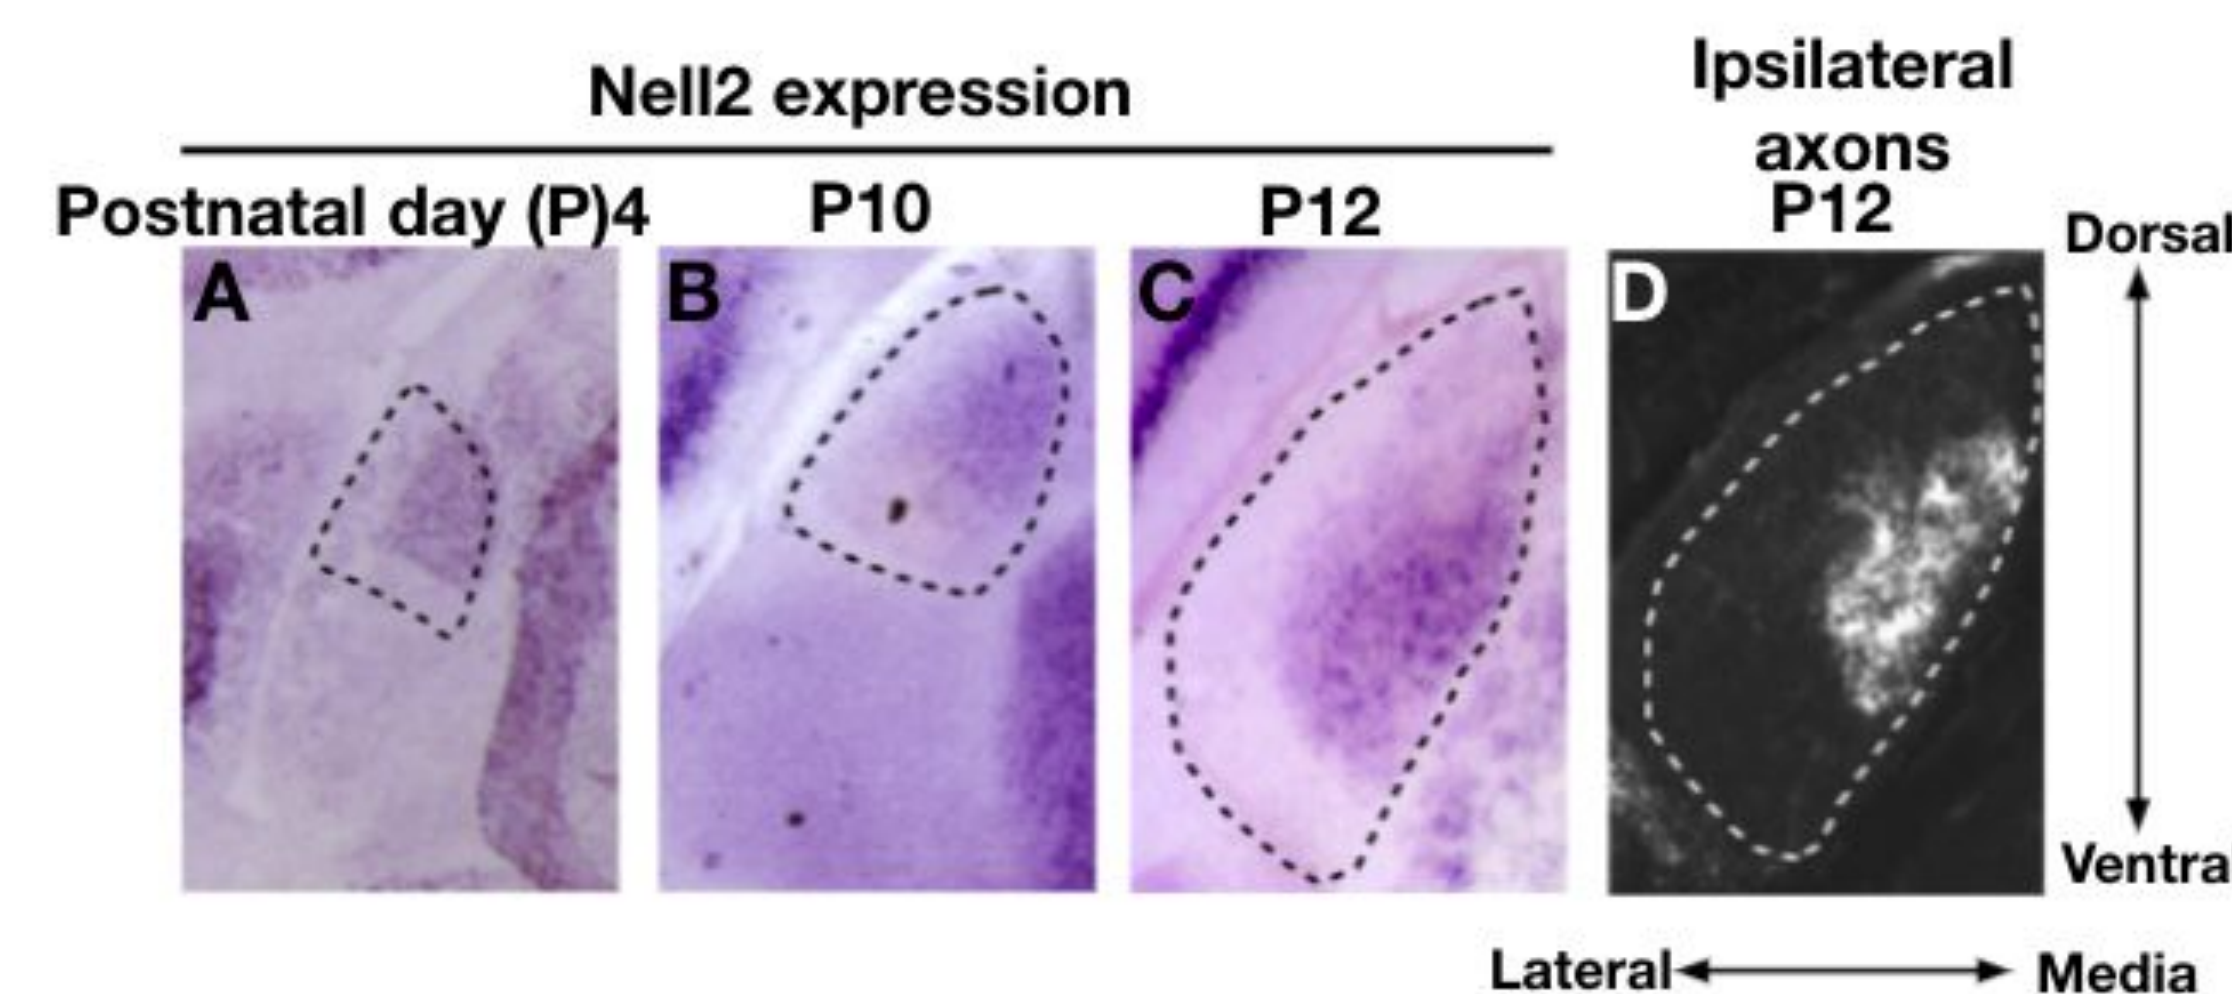 Nell2 expression
Ipsilateral
axons
P12
Postnatal day (P)4
P10
P12
A
B
C
D
Dorsal
Ventra
Lateral
Media